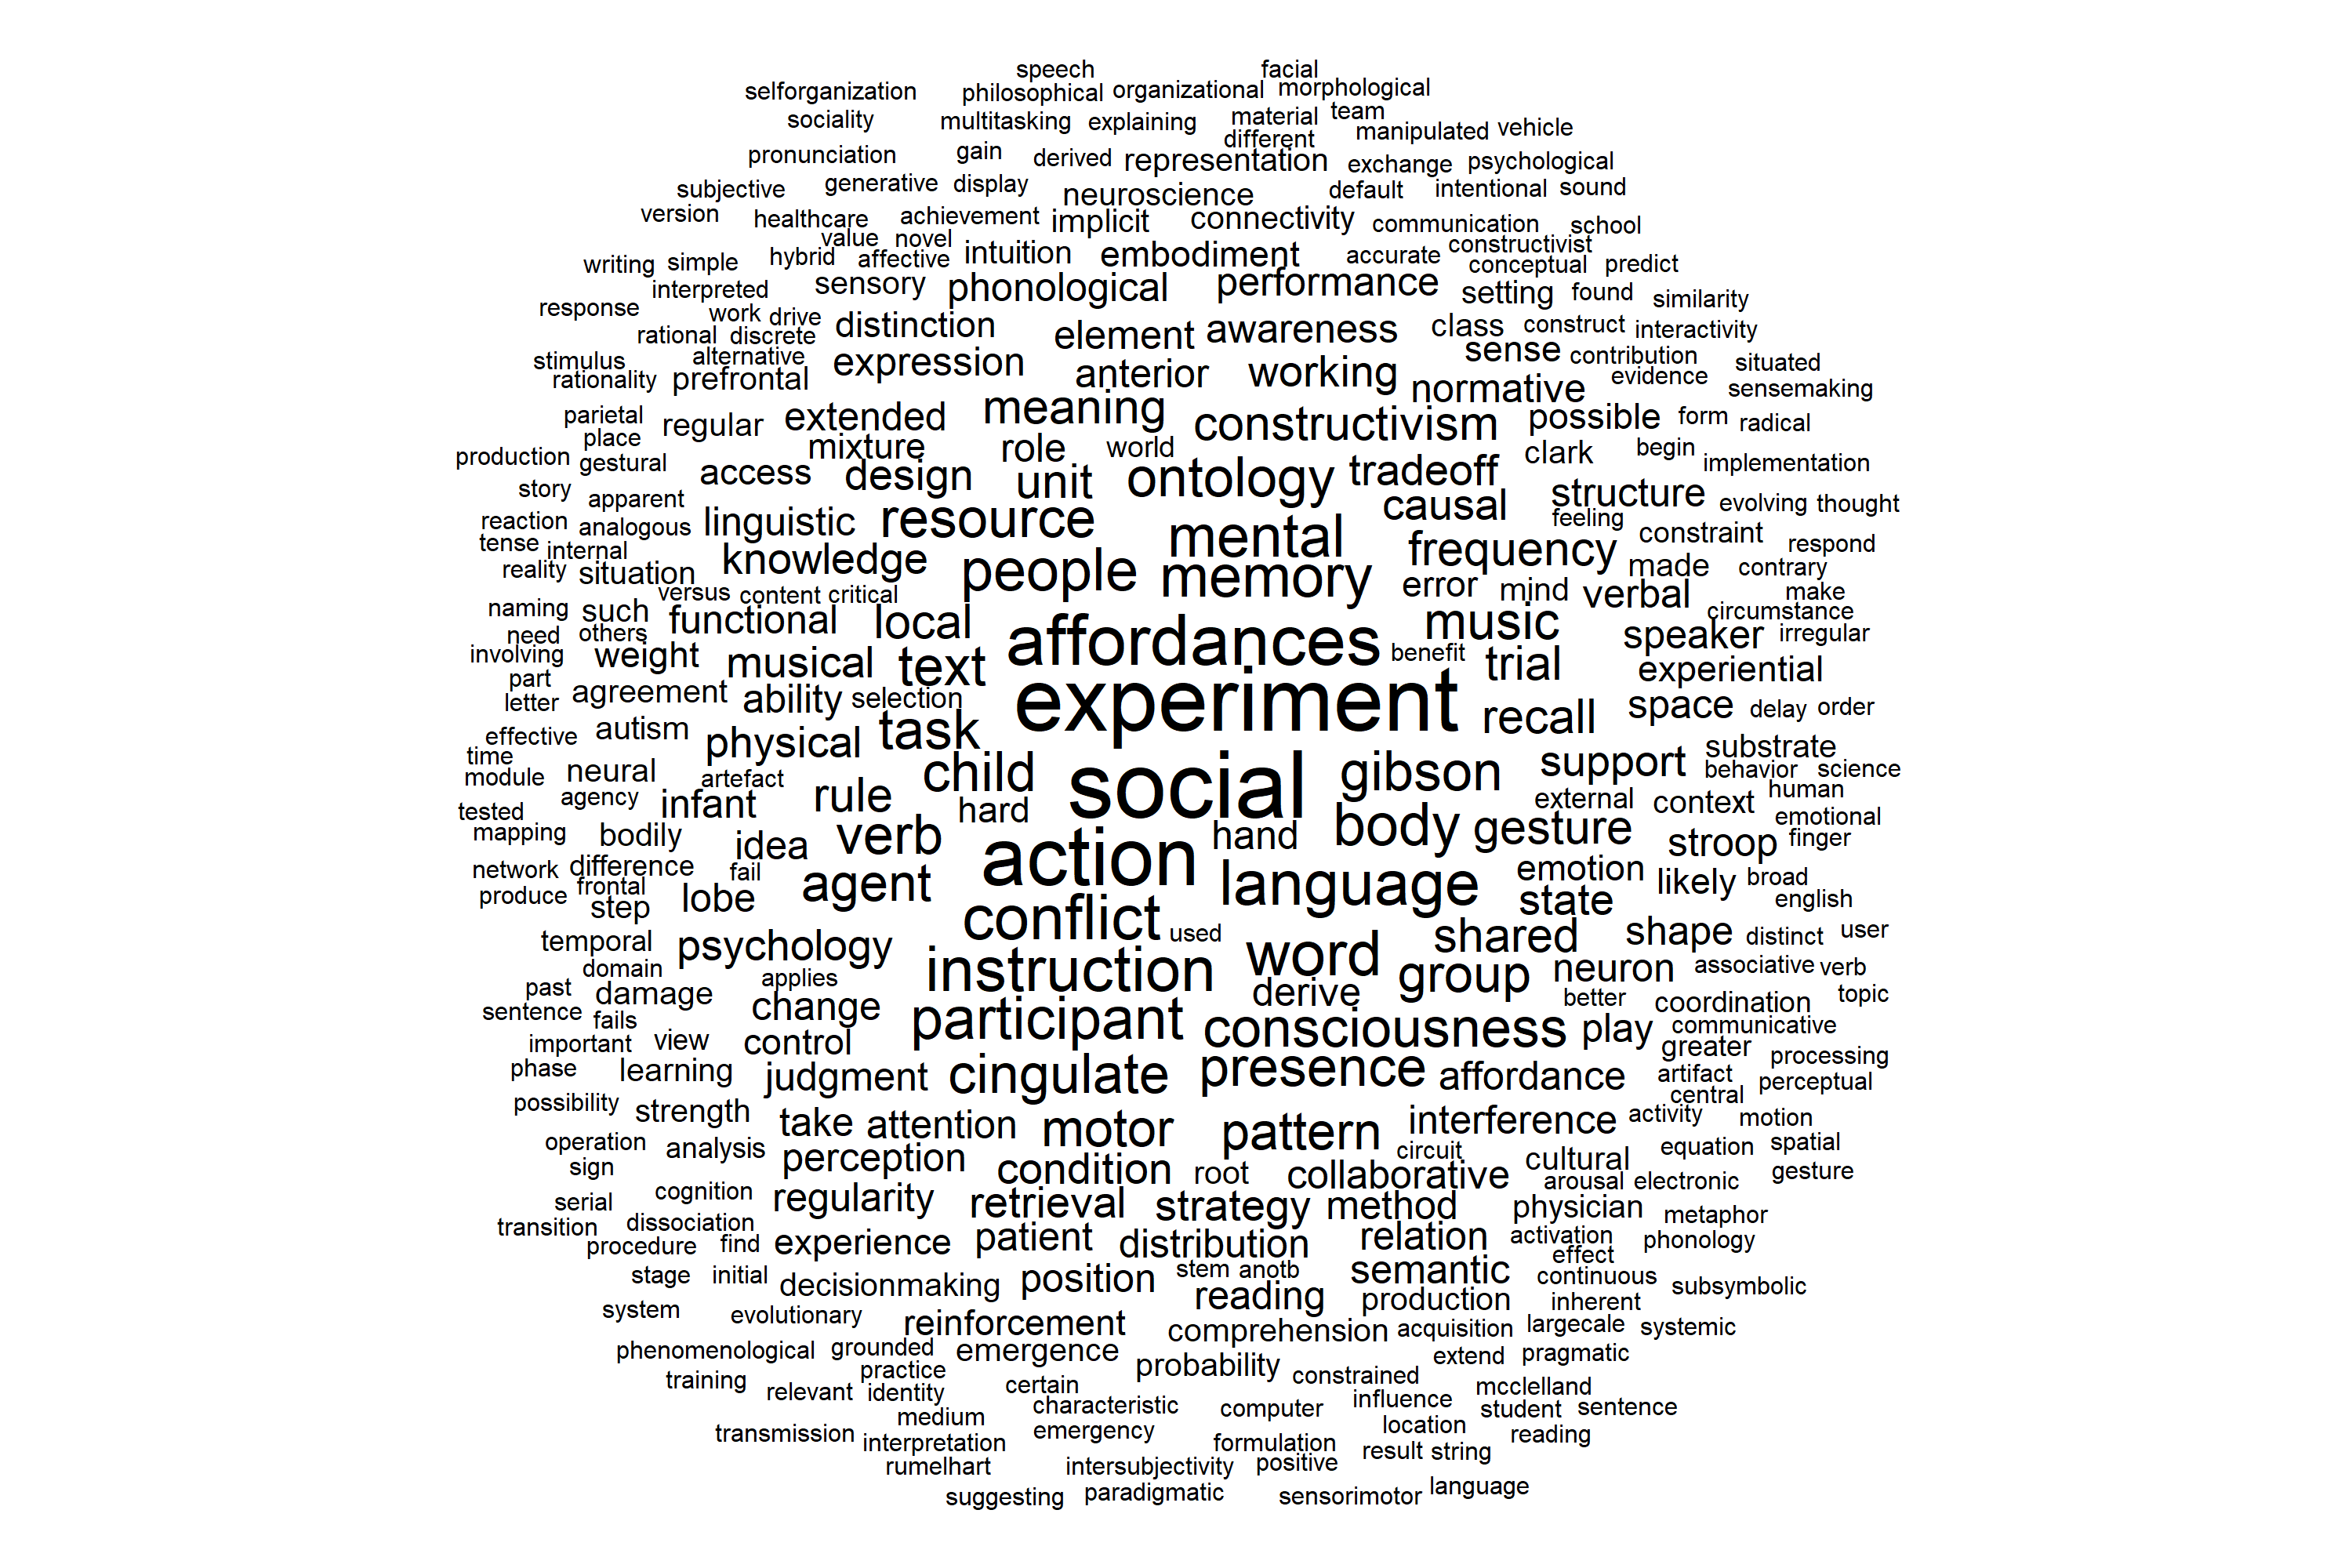 speech facial
selforganization philosophical organizational morphological
sociality multitasking explaining material team
different manipulated vehicle
pronunciation gain derived representation exchange psychological
subjective generative display neuroscience default intentional sound
version healthcare achievement implicit connectivity communication school
value novel intuition embodiment accurate constructivist
writing simple hybrid affective conceptual predict
interpreted sensory phonological performance setting found similarity
response work drive distinction element awareness class construct interactivity
rational discrete
stimulus alternative expression anterior working sense contribution situated
rationality prefrontal normative evidence sensemaking
parietal regular extended meaning constructivism possible form radical
place mixture role world clark begin
production gestural access design unit ontology tradeoff implementation
story apparent causal structure evolving thought
reaction analogous linguistic resource mental feeling constraint
tense internal knowledge people memory frequency respond
reality situation error mind made contrary
versus content critical verbal make
naming such functional local music circumstance
need others affordances speaker irregular
involving weight musical text benefit trial experiential
part agreement ability selection experiment recall space delay order
letter
effective autism physical task substrate
time module neural artefact child social gibson support behavior science
agency infant rule hard external context human
tested mapping bodily idea verb action hand body gesture stroop emotional finger
network difference fail agent language emotion likely broad
produce frontal lobe state english
step conflict used
temporal psychology word shared shape distinct user
domain applies instruction group neuron associative verb
past damage change derive better coordination topic
sentence fails participant consciousness play communicative
important view control greater processing
phase learning judgment cingulate presence affordance artifact perceptual
possibility strength central
take attention motor pattern interference activity motion
operation analysis perception circuit equation spatial
sign condition root collaborative cultural gesture
serial cognition regularity retrieval strategy method arousal electronic
transition dissociation physician metaphor
procedure find experience patient distribution relation activation phonology
effect
stage initial decisionmaking position stem anotb semantic continuous subsymbolic
system evolutionary reading production inherent
reinforcement comprehension acquisition largecale systemic
phenomenological grounded emergence probability extend pragmatic
training practice constrained
relevant identity certain influence mcclelland
medium characteristic computer student sentence
transmission interpretation emergency formulation location reading
result string
rumelhart intersubjectivity positive
suggesting paradigmatic sensorimotor language